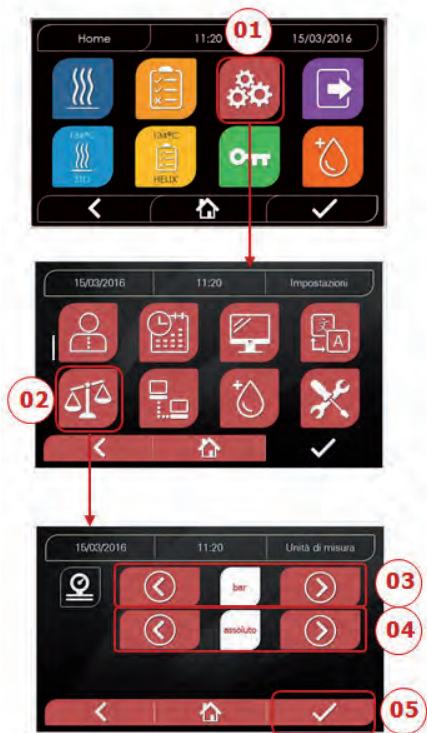 Home 11:20 15/03/2016
01
134°C 134°C
STD HELIX
15/03/2016 11:20 Impostazioni
文 A
02
15/03/2016 11:20 Unità di misura
bar
03
assoluto
04
05